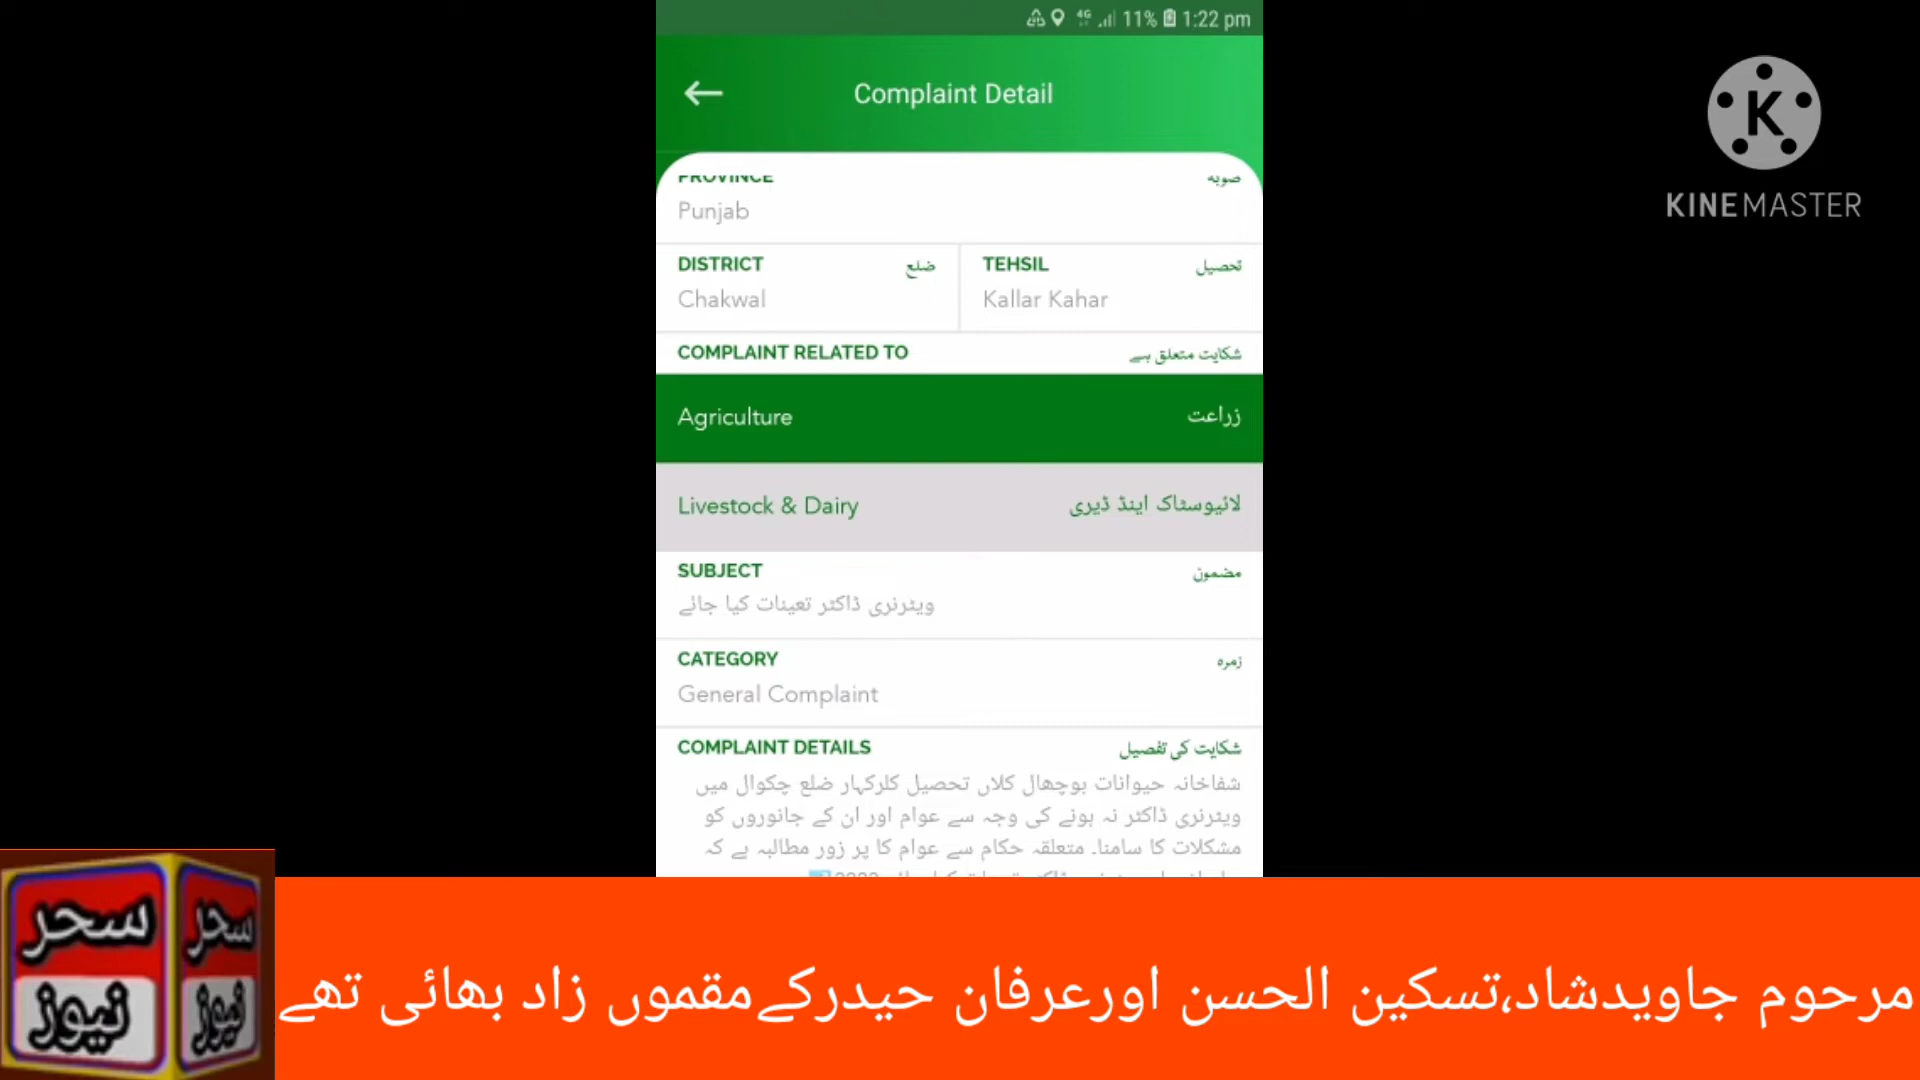 4G 11% 1:22 pm
Complaint Detail
K
KINEMASTER
PROVINCE صوبہ
Punjab
DISTRICT ضلع TEHSIL تحصیل
Chakwal Kallar Kahar
COMPLAINT RELATED TO شکایت متعلق ہے
Agriculture زراعت
Livestock & Dairy لائیوسٹاک اینڈ ڈیری
SUBJECT مضمون
ویٹرنری ڈاکٹر تعینات کیا جائے
CATEGORY زمرہ
General Complaint
COMPLAINT DETAILS شکایت کی تفصیل
شفاخانہ حیوانات بوچھال کلاں تحصیل کلرکہار ضلع چکوال میں
ویٹرنری ڈاکٹر نہ ہونے کی وجہ سے عوام اور ان کے جانوروں کو
مشکلات کا سامنا۔ متعلقہ حکام سے عوام کا پر زور مطالبہ ہے کہ
سحر نیوز
سحر نیوز
مرحوم جاویدشاد،تسکین الحسن اورعرفان حیدرکےمقموں زاد بھائی تھے